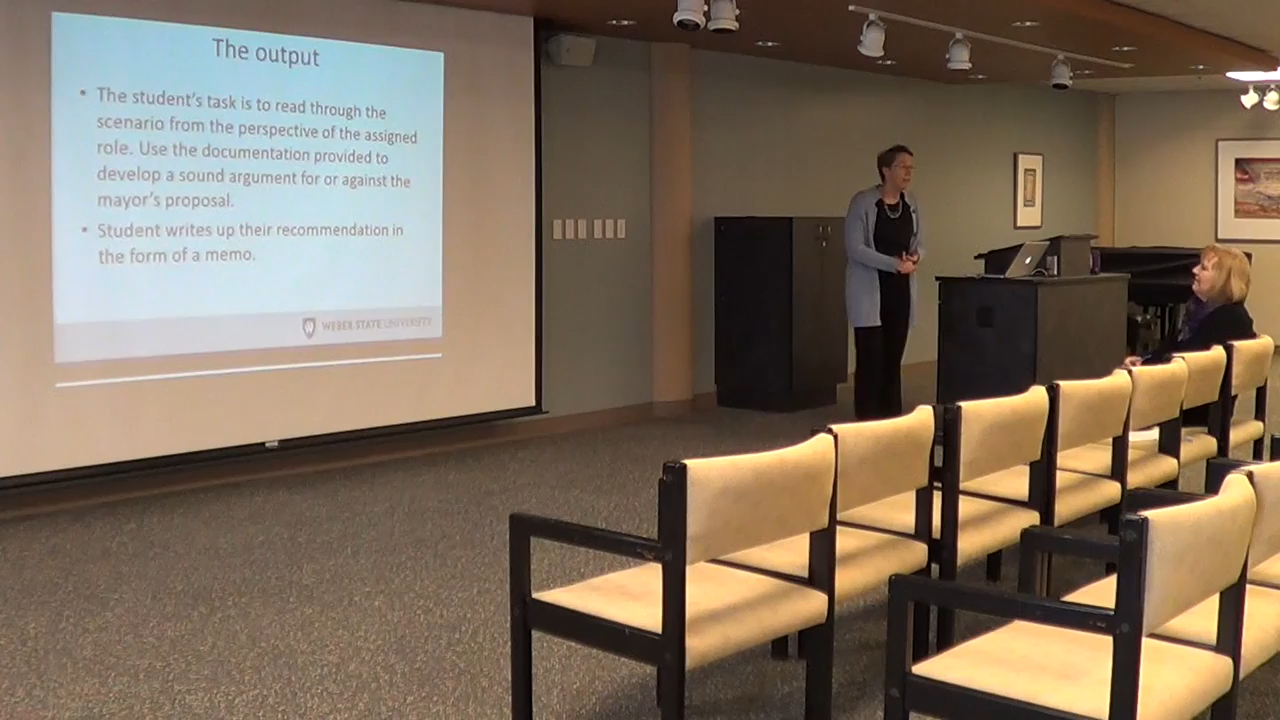 The output
• The student's task is to read through the
scenario from the perspective of the assigned
role. Use the documentation provided to
develop a sound argument for or against the
mayor's proposal.
• Student writes up their recommendation in
the form of a memo.
WEBER STATE UNIVERSITY